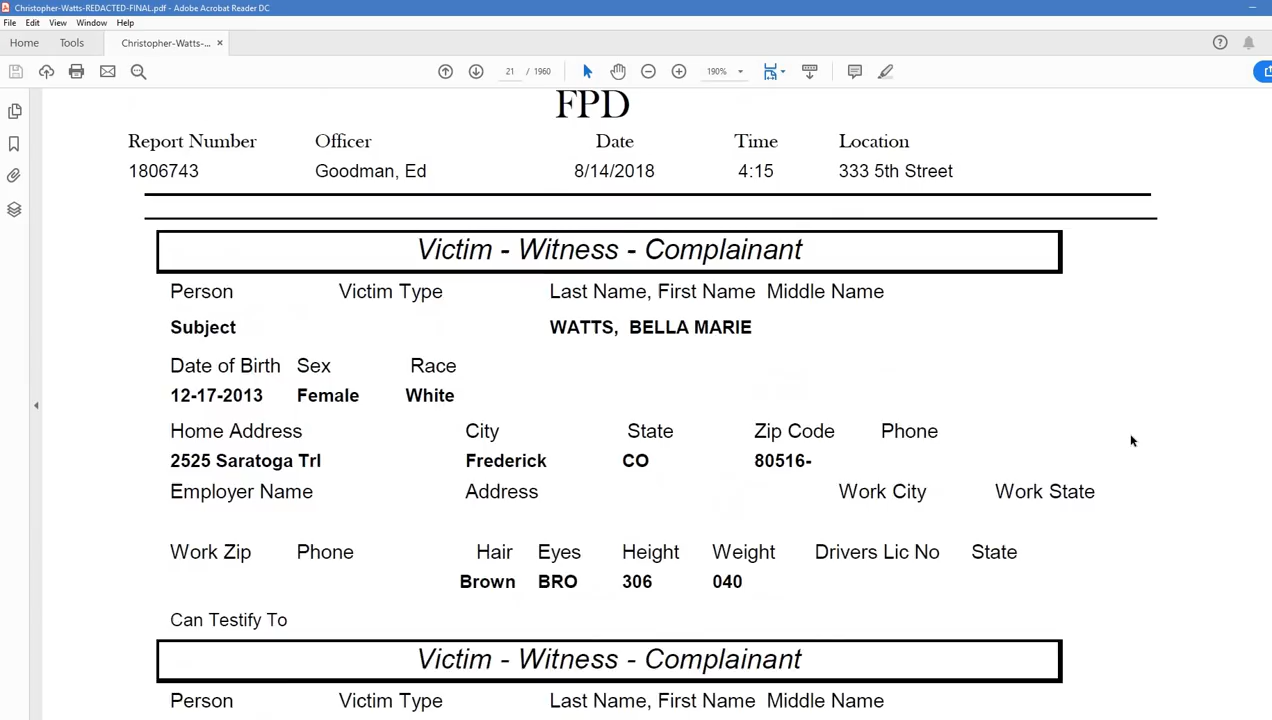 Christopher-Watts-REDACTED-FINAL.pdf - Adobe Acrobat Reader DC
File Edit View Window Help
Home Tools Christopher-Watts-... ×
21 / 1960 190%
FPD
Report Number Officer Date Time Location
1806743 Goodman, Ed 8/14/2018 4:15 333 5th Street
Victim - Witness - Complainant
Person Victim Type Last Name, First Name Middle Name
Subject WATTS, BELLA MARIE
Date of Birth Sex Race
12-17-2013 Female White
Home Address City State Zip Code Phone
2525 Saratoga Trl Frederick CO 80516-
Employer Name Address Work City Work State
Work Zip Phone Hair Eyes Height Weight Drivers Lic No State
Brown BRO 306 040
Can Testify To
Victim - Witness - Complainant
Person Victim Type Last Name, First Name Middle Name